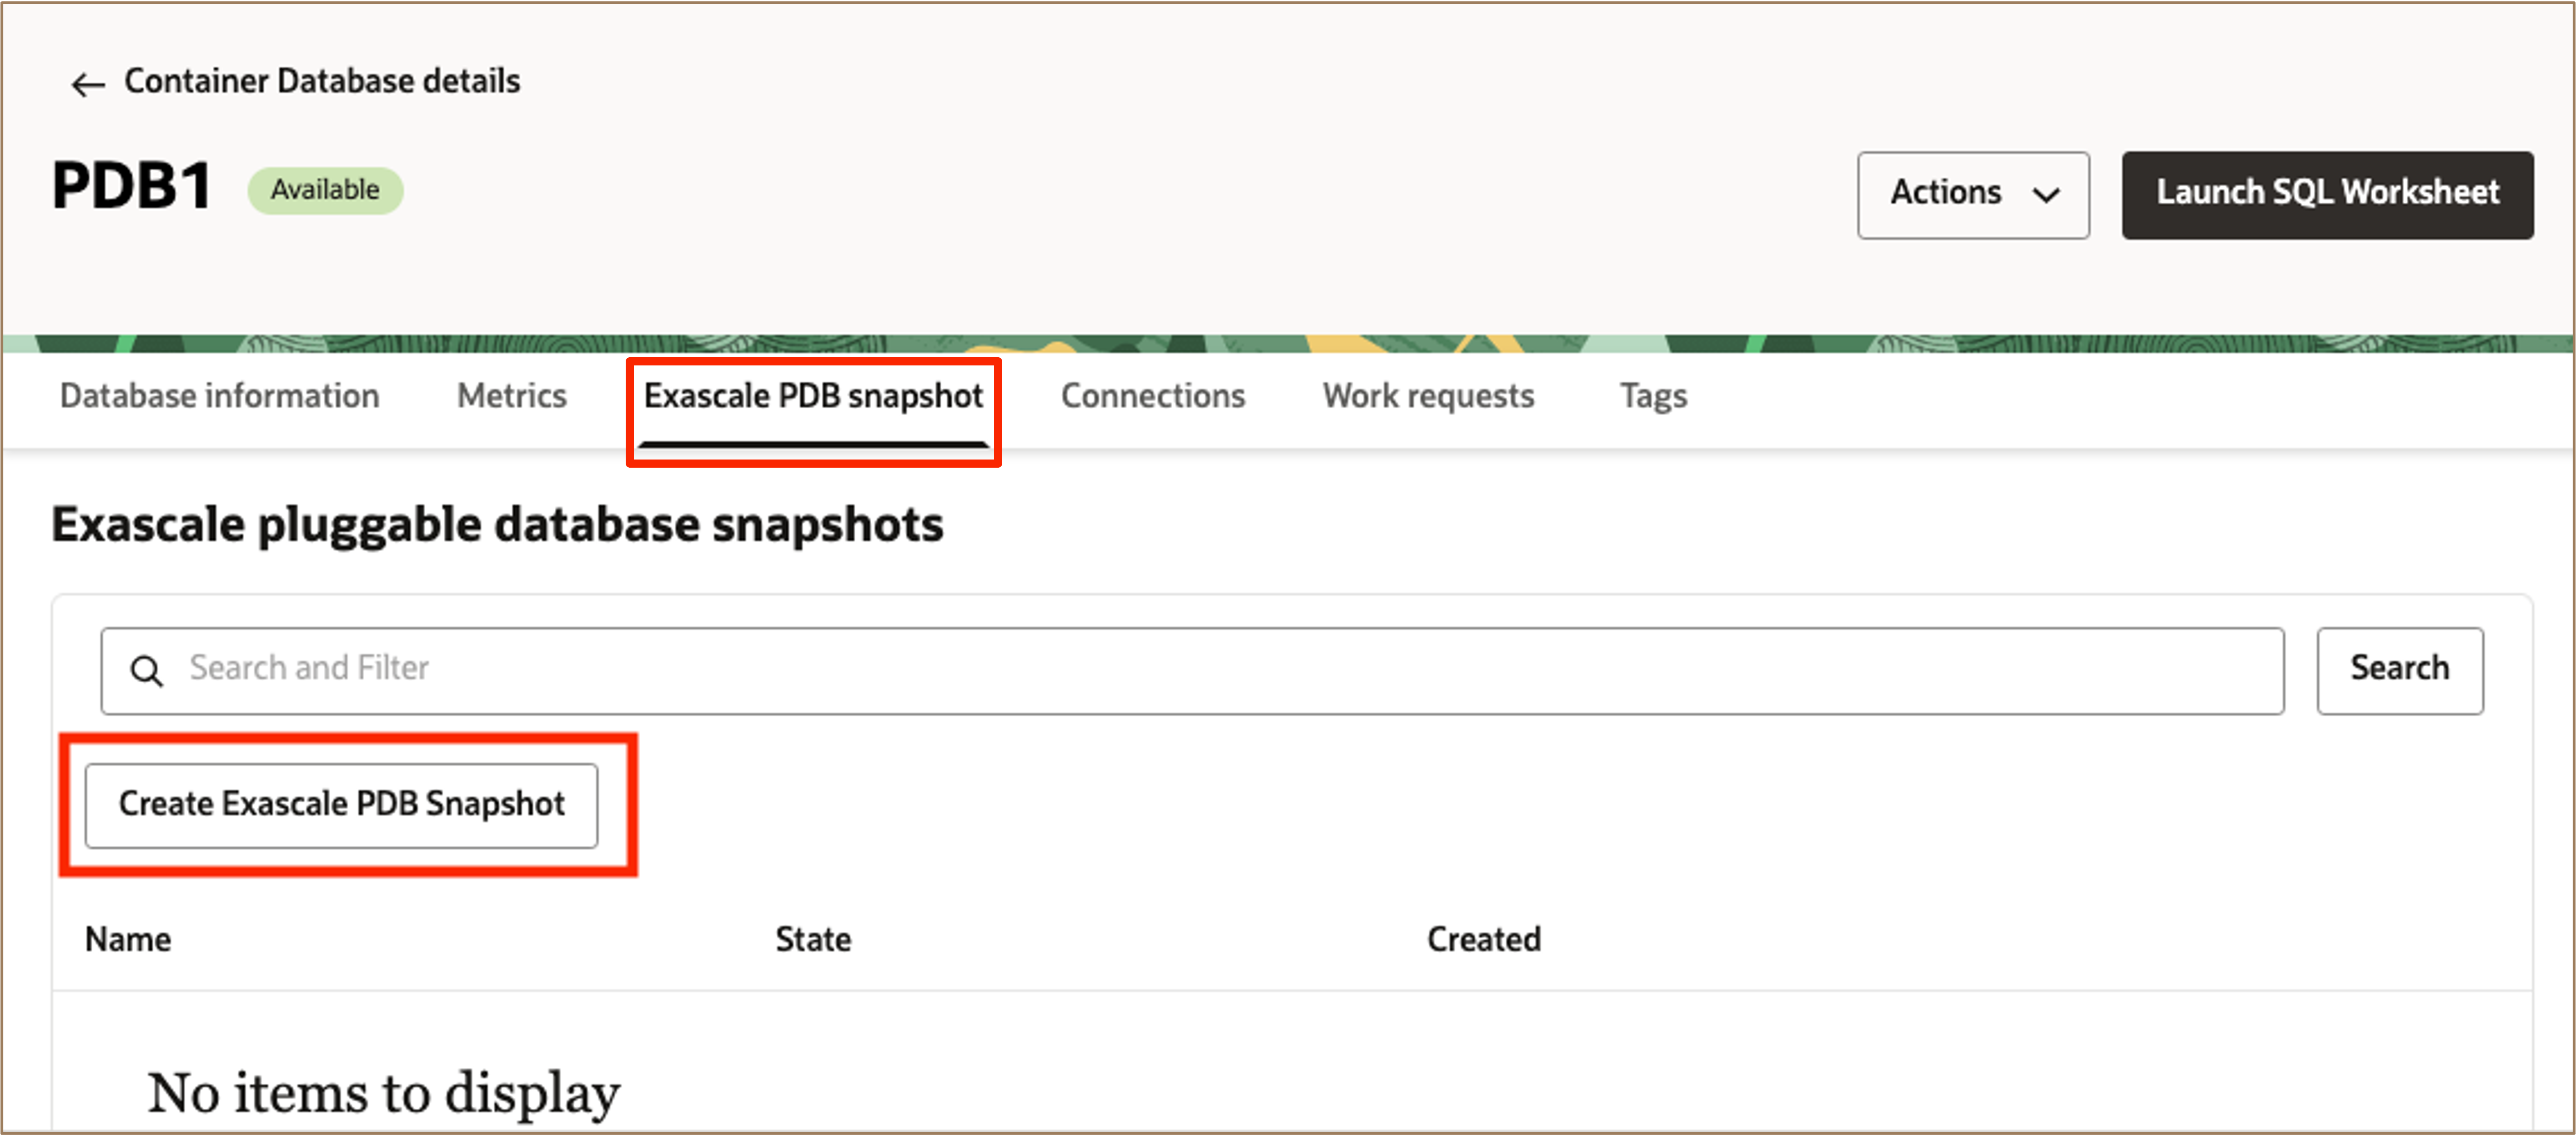 Container Database details
PDB1 Available
Actions Launch SQL Worksheet
Database information Metrics Exascale PDB snapshot Connections Work requests Tags
Exascale pluggable database snapshots
Search and Filter Search
Create Exascale PDB Snapshot
Name State Created
No items to display